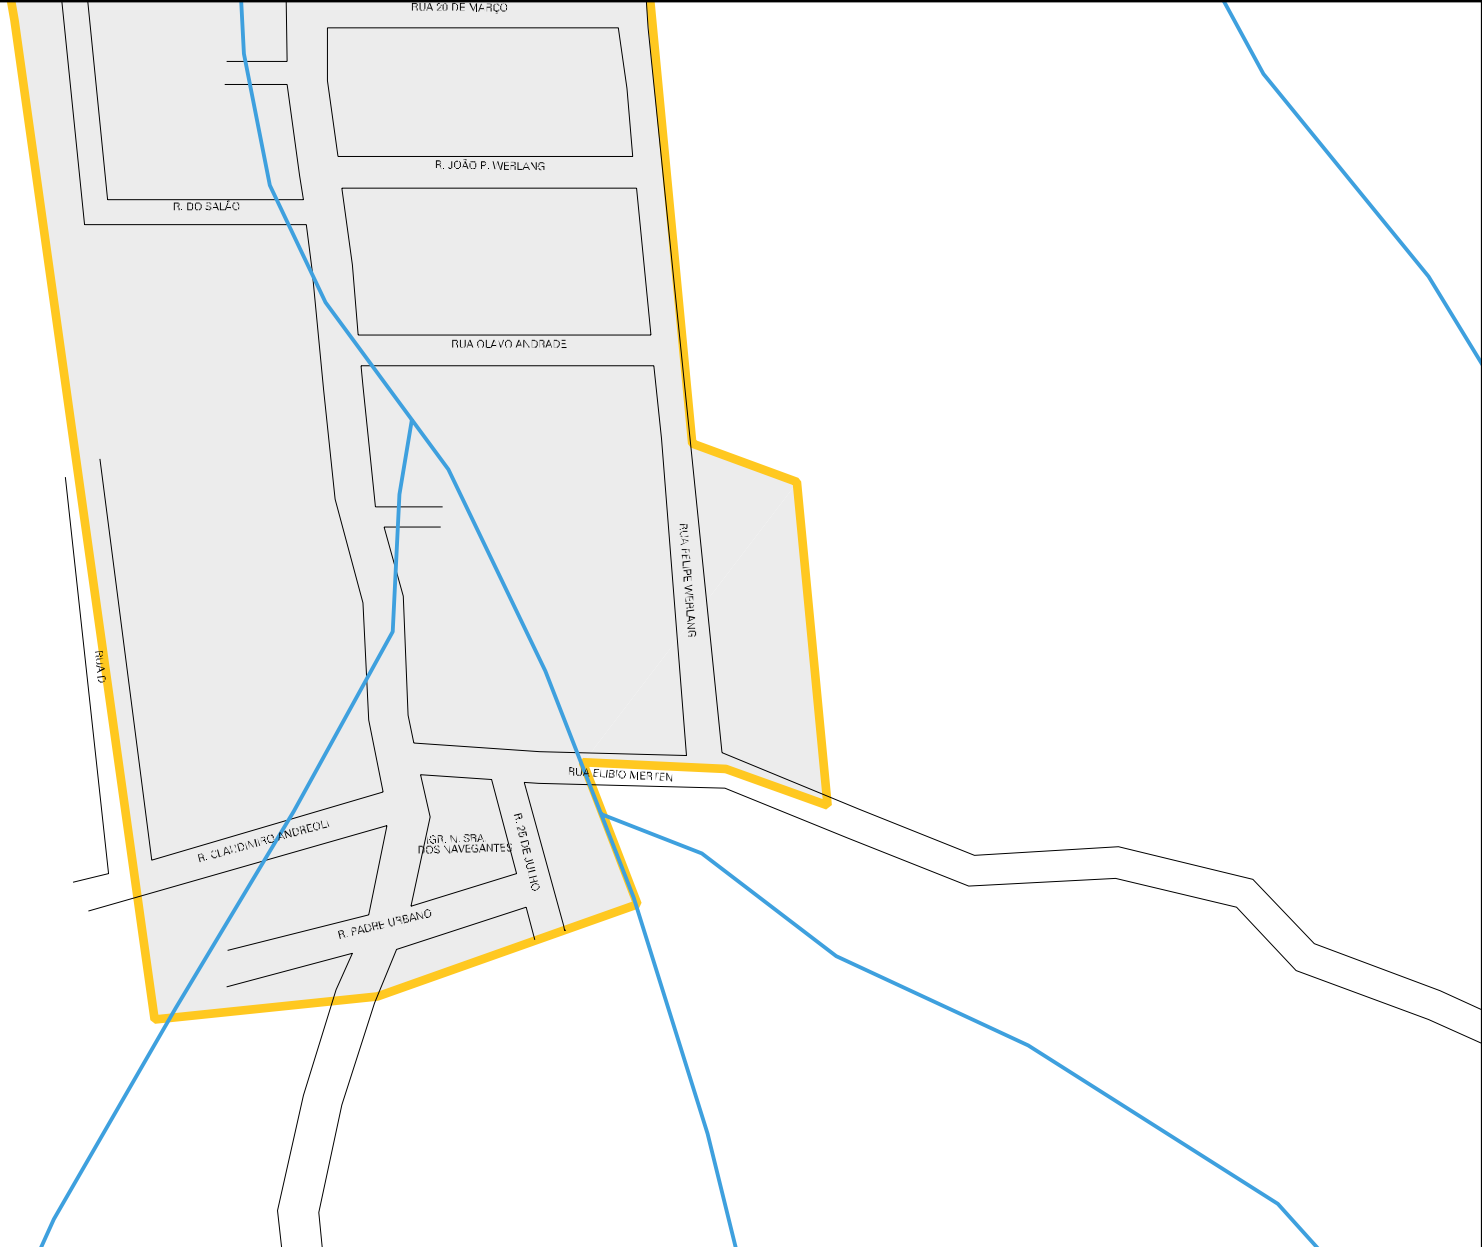 RUA 20 DE MARÇO
R. JOÃO P. WERLANG
R. DO SALÃO
RUA OLAVO ANDRADE
RUA FELIPE WERLANG
RUA D
RUA ELIBIO MERTEN
R. CLAUDIMIRO ANDREOLI
IGR. N. SRA.
DOS NAVEGANTES
R. 25 DE JULHO
R. PADRE URBANO